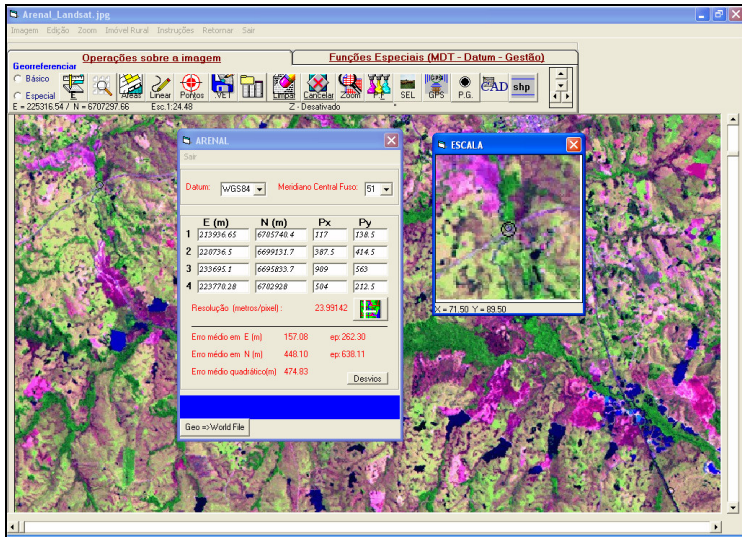 Arenal_Landsat.jpg
Imagem Edição Zoom Imóvel Rural Instruções Retornar Sair
Operações sobre a imagem
Funções Especiais (MDT - Datum - Gestão)
Georreferenciar
Básico
Especial
E
Áreas
Linear
Pontos
.VET
Limpar
Cancelar
Zoom
P.F.
SEL
GPS
P.G.
CAD
shp
E = 225316.54 / N = 6707297.66 Esc.1:24.48 Z - Desativado *
ARENAL
Sair
Datum: WGS84 Meridiano Central Fuso: 51
E (m) N (m) Px Py
1 213936.65 6705740.4 117 138.5
2 220736.5 6699131.7 387.5 414.5
3 233695.1 6695833.7 909 563
4 223770.28 6702928 504 212.5
Resolução (metros/pixel) : 23.99142
Erro médio em E (m) 157.08 ep: 262.30
Erro médio em N (m) 448.10 ep: 638.11
Erro médio quadrático(m) 474.83
Desvios
Geo =>World File
ESCALA
X = 71.50 Y = 89.50